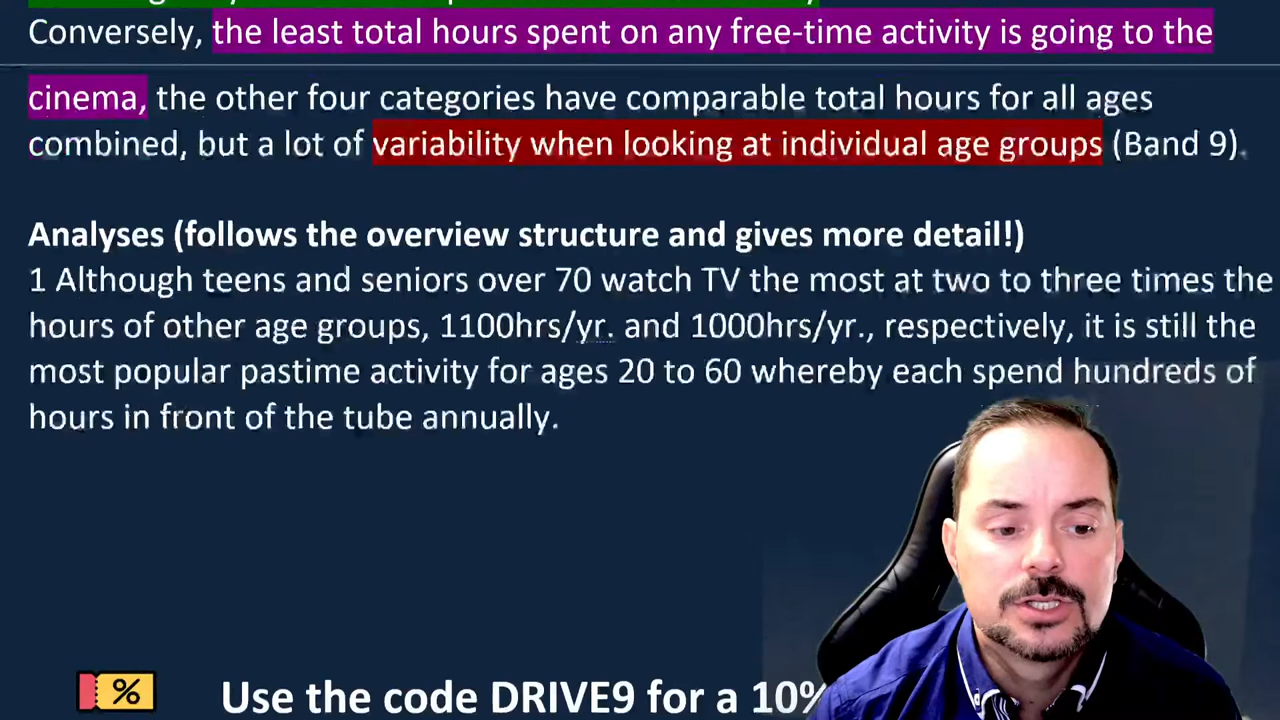 Conversely, the least total hours spent on any free-time activity is going to the
cinema, the other four categories have comparable total hours for all ages
combined, but a lot of variability when looking at individual age groups (Band 9).
Analyses (follows the overview structure and gives more detail!)
1 Although teens and seniors over 70 watch TV the most at two to three times the
hours of other age groups, 1100hrs/yr. and 1000hrs/yr., respectively, it is still the
most popular pastime activity for ages 20 to 60 whereby each spend hundreds of
hours in front of the tube annually.
% Use the code DRIVE9 for a 10%